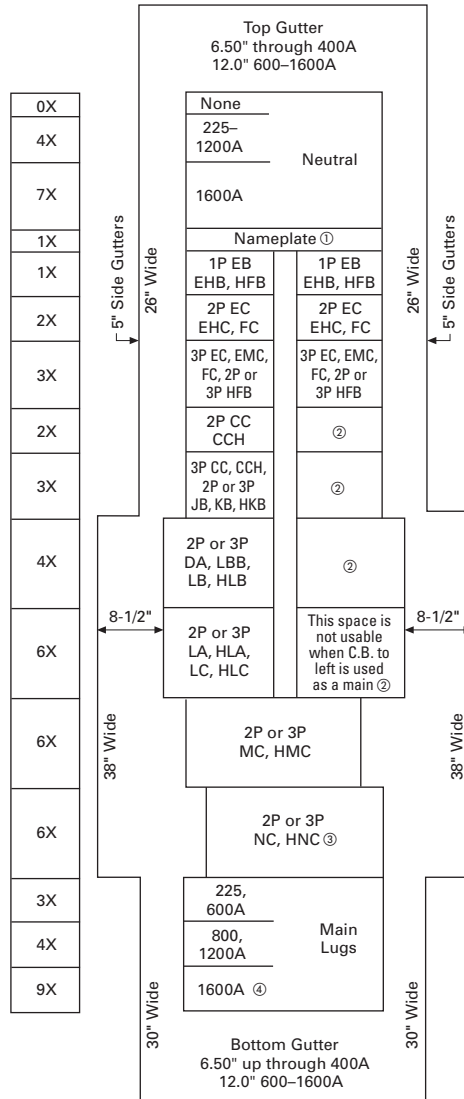 Top Gutter
6.50" through 400A
12.0" 600–1600A
0X
4X
7X
1X
1X
2X
3X
2X
3X
4X
6X
6X
6X
3X
4X
9X
5" Side Gutters
26" Wide
None
225–
1200A
1600A
Neutral
Nameplate ①
1P EB
EHB, HFB
1P EB
EHB, HFB
2P EC
EHC, FC
2P EC
EHC, FC
3P EC, EMC,
FC, 2P or
3P HFB
3P EC, EMC,
FC, 2P or
3P HFB
2P CC
CCH
②
3P CC, CCH,
2P or 3P
JB, KB, HKB
②
2P or 3P
DA, LBB,
LB, HLB
②
2P or 3P
LA, HLA,
LC, HLC
This space is
not usable
when C.B. to
left is used
as a main ②
2P or 3P
MC, HMC
2P or 3P
NC, HNC ③
225,
600A
800,
1200A
1600A ④
Main
Lugs
26" Wide
5" Side Gutters
8-1/2"
8-1/2"
38" Wide
38" Wide
30" Wide
30" Wide
Bottom Gutter
6.50" up through 400A
12.0" 600–1600A